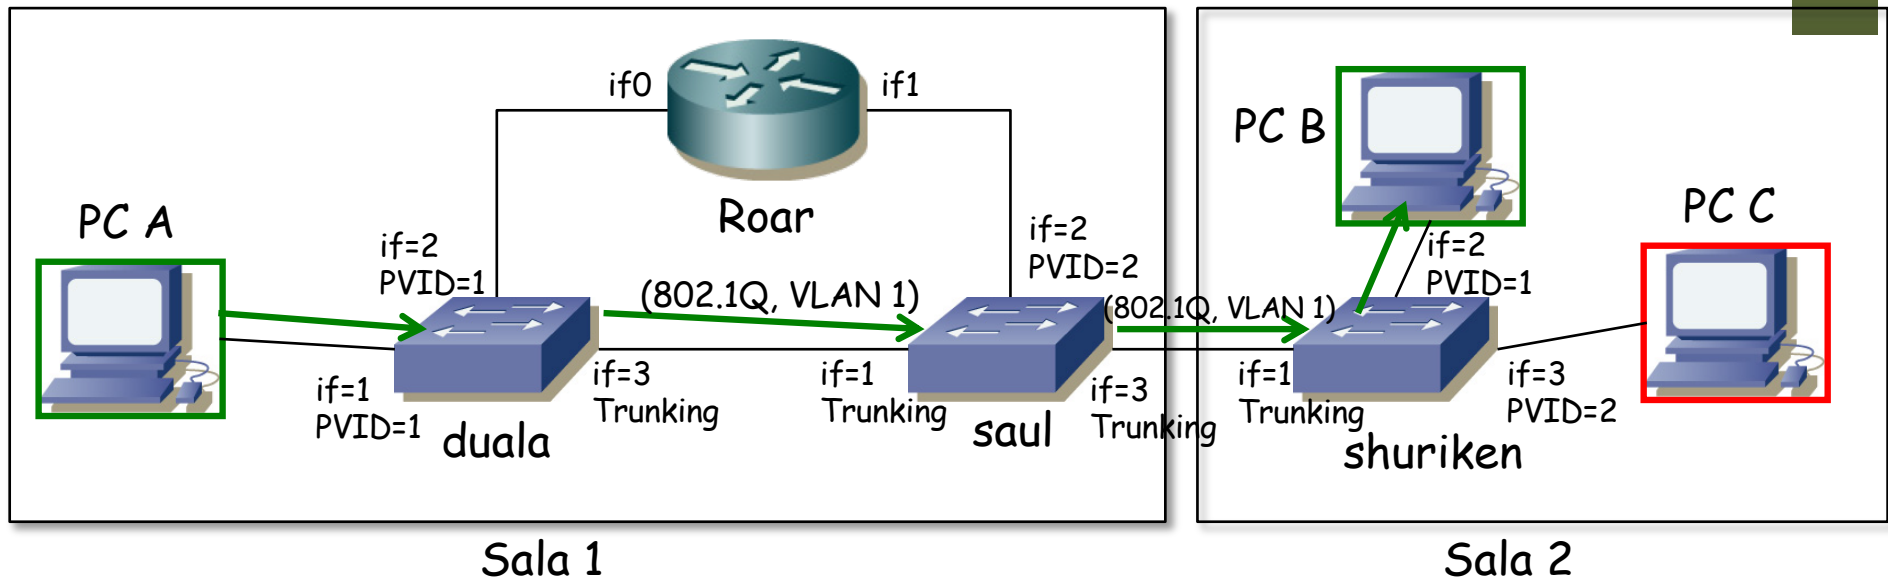 if0
if1
Roar
PC A
if=2
PVID=1
if=1
PVID=1
duala
if=3
Trunking
(802.1Q, VLAN 1)
if=2
PVID=2
if=1
Trunking
saul
if=3
Trunking
(802.1Q, VLAN 1)
PC B
if=2
PVID=1
if=1
Trunking
shuriken
PC C
if=3
PVID=2
Sala 1
Sala 2